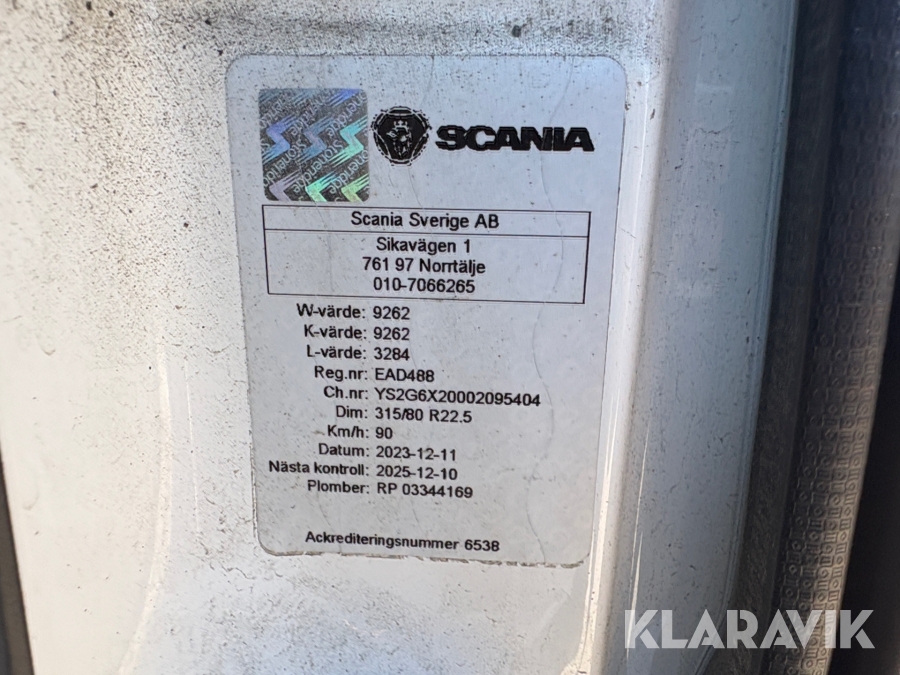 Stoneridge
SCANIA
Scania Sverige AB
Sikavägen 1
761 97 Norrtälje
010-7066265
W-värde: 9262
K-värde: 9262
L-värde: 3284
Reg.nr: EAD488
Ch.nr: YS2G6X20002095404
Dim: 315/80 R22.5
Km/h: 90
Datum: 2023-12-11
Nästa kontroll: 2025-12-10
Plomber: RP 03344169
Ackrediteringsnummer 6538
KLARAVIK